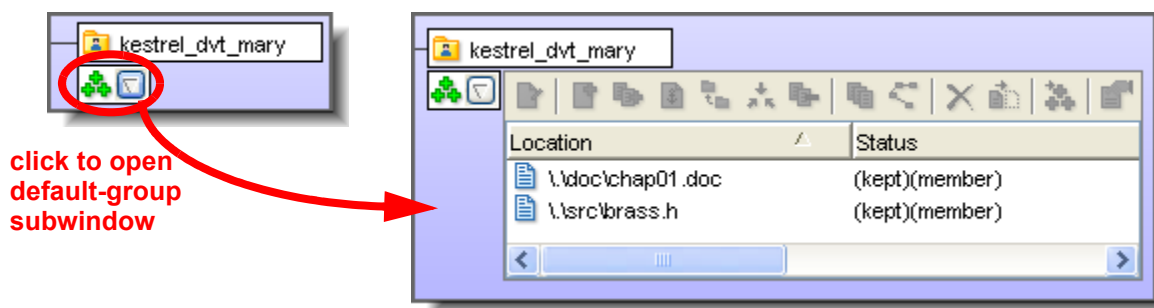 kestrel_dvt_mary
click to open
default-group
subwindow
kestrel_dvt_mary
Location Status
\.\doc\chap01.doc (kept)(member)
\.\src\brass.h (kept)(member)